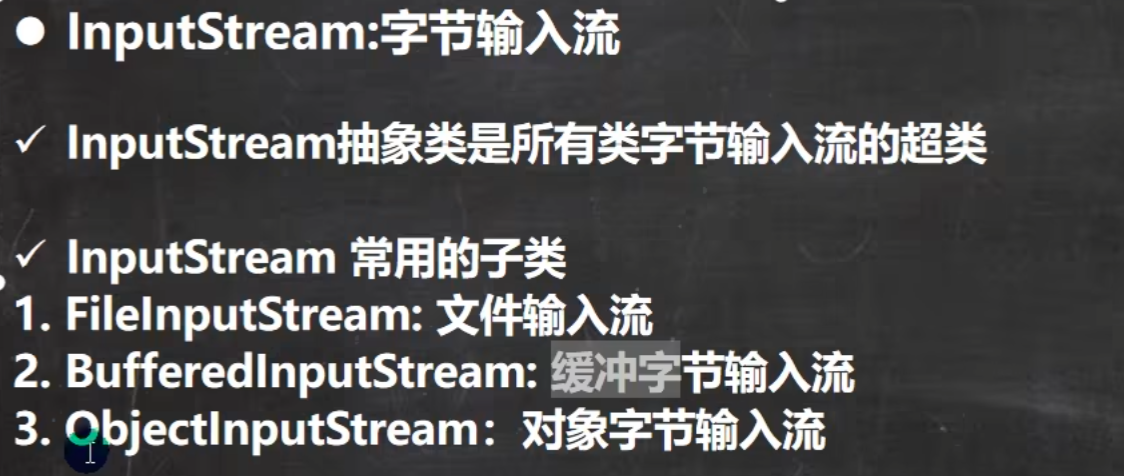 ● InputStream:字节输入流
✓ InputStream抽象类是所有类字节输入流的超类
✓ InputStream 常用的子类
1. FileInputStream: 文件输入流
2. BufferedInputStream: 缓冲字节输入流
3. ObjectInputStream：对象字节输入流